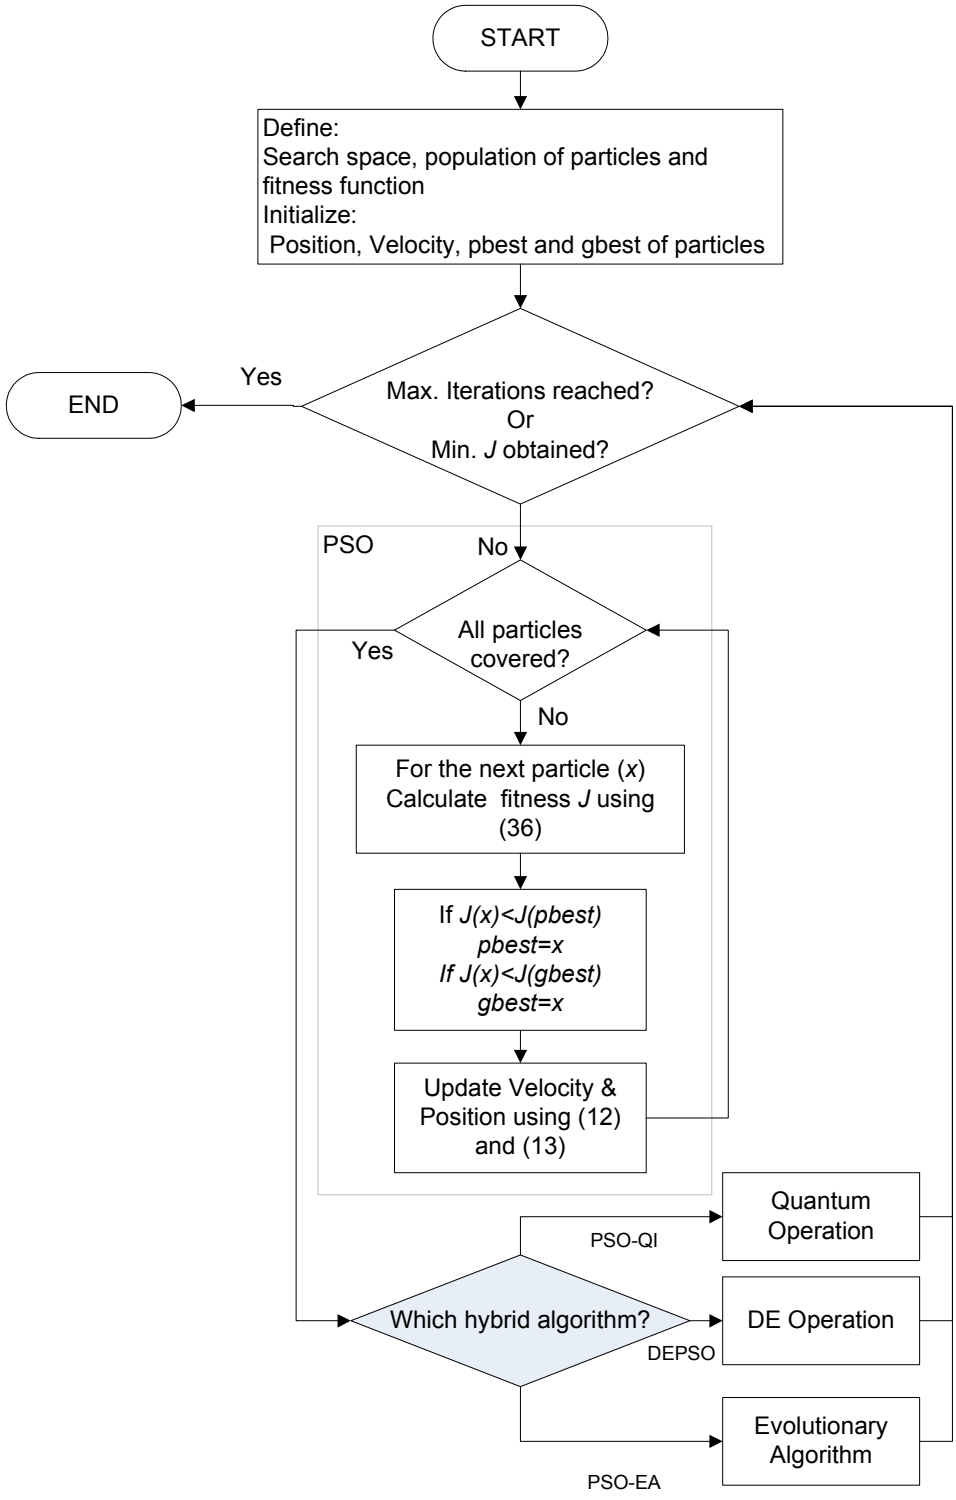 START
Define:
Search space, population of particles and
fitness function
Initialize:
Position, Velocity, pbest and gbest of particles
Yes
END
Max. Iterations reached?
Or
Min. J obtained?
PSO
No
All particles
covered?
Yes
No
For the next particle (x)
Calculate fitness J using
(36)
If J(x)<J(pbest)
pbest=x
If J(x)<J(gbest)
gbest=x
Update Velocity &
Position using (12)
and (13)
Quantum
Operation
PSO-QI
Which hybrid algorithm?
DE Operation
DEPSO
Evolutionary
Algorithm
PSO-EA